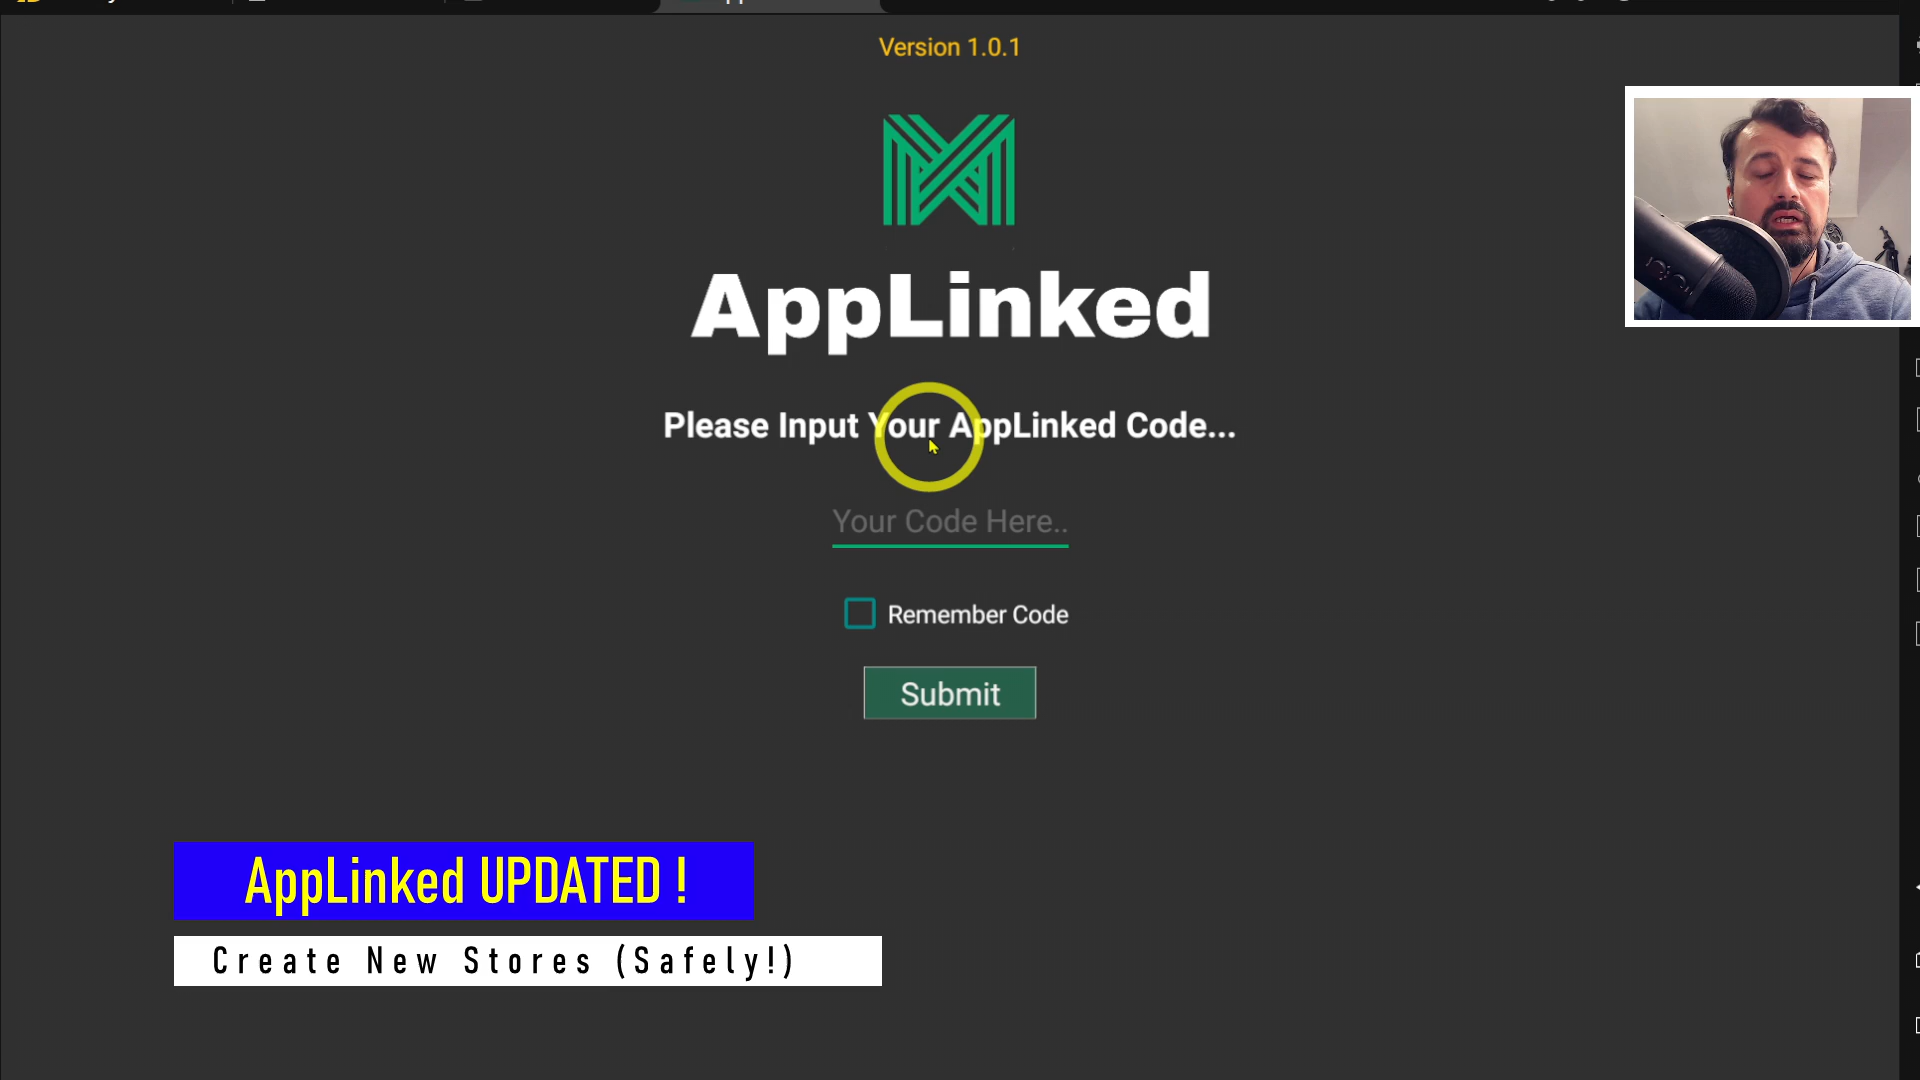 Version 1.0.1
AppLinked
Please Input Your AppLinked Code...
Your Code Here..
Remember Code
Submit
AppLinked UPDATED !
Create New Stores (Safely!)